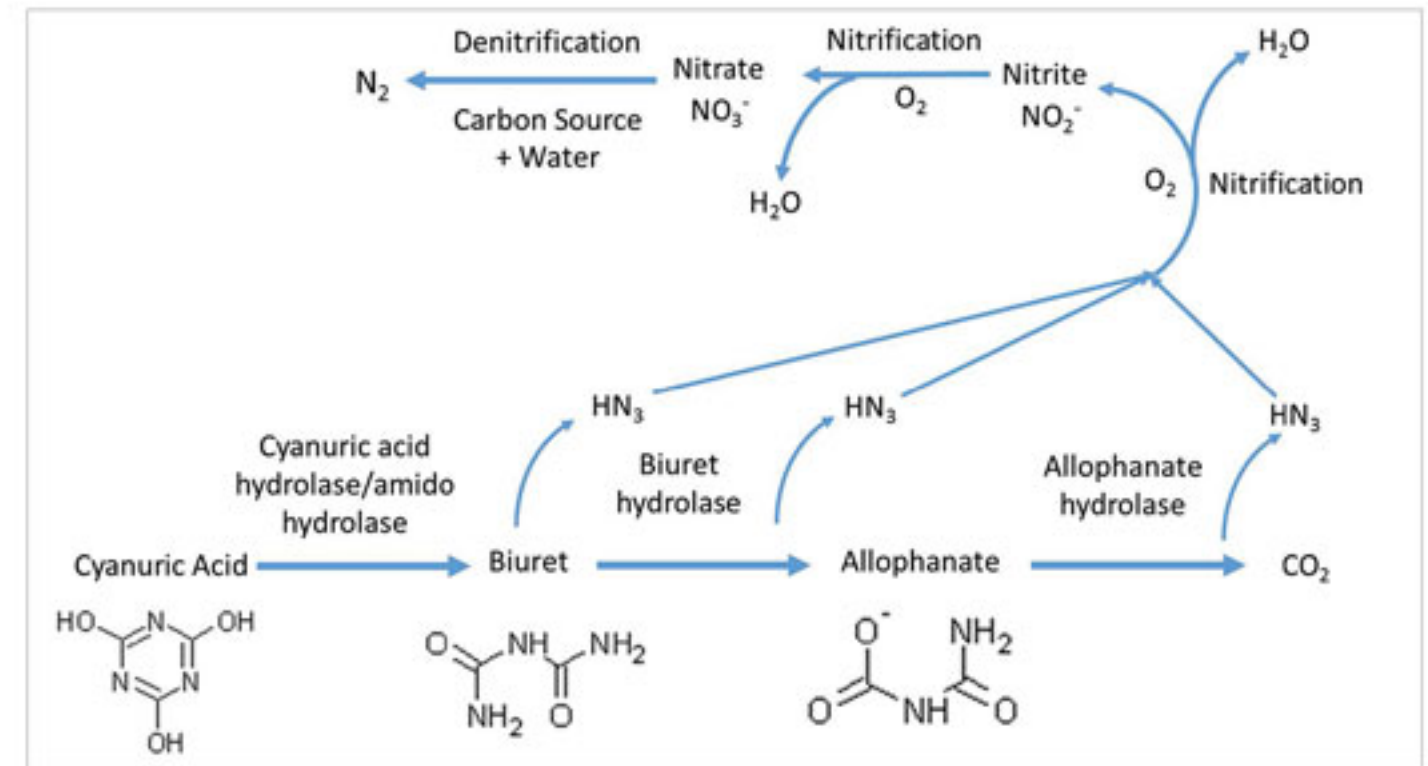 Denitrification
Nitrification
H₂O
N₂
Nitrate
Nitrite
NO₃⁻
O₂
NO₂⁻
Carbon Source
+ Water
H₂O
O₂
Nitrification
HN₃
HN₃
HN₃
Cyanuric acid
hydrolase/amido
hydrolase
Biuret
hydrolase
Allophanate
hydrolase
Cyanuric Acid
Biuret
Allophanate
CO₂
HO
N
OH
N
N
OH
O
NH
NH₂
NH₂
O
O⁻
NH₂
O
NH
O